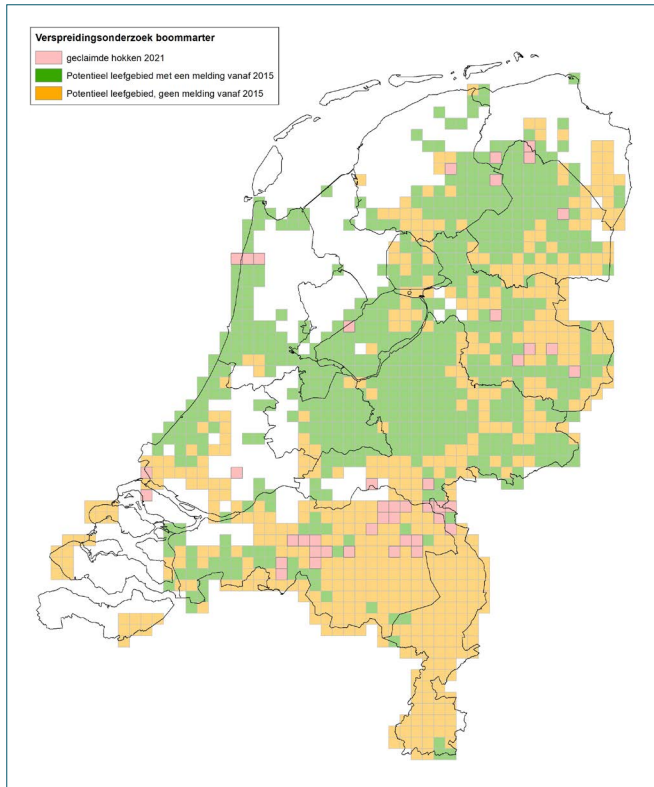 Verspreidingsonderzoek boommarter
geclaimde hokken 2021
Potentieel leefgebied met een melding vanaf 2015
Potentieel leefgebied, geen melding vanaf 2015